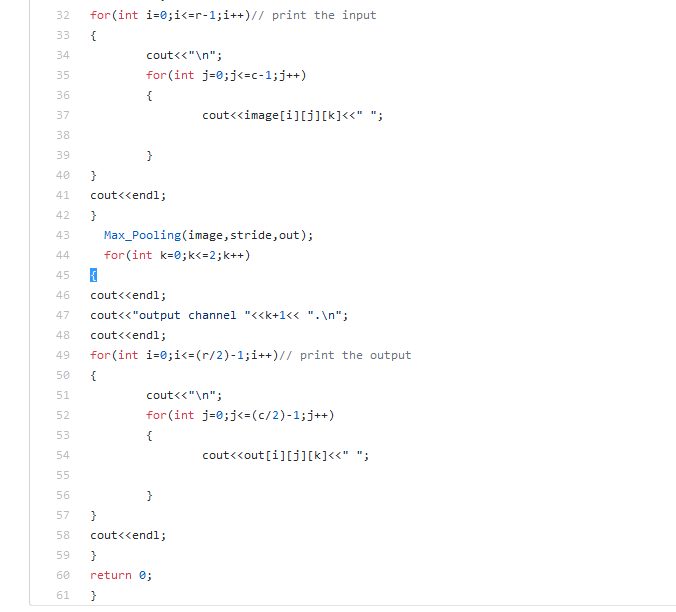 32 for(int i=0;i<=r-1;i++)// print the input
33 {
34 cout<<"\n";
35 for(int j=0;j<=c-1;j++)
36 {
37 cout<<image[i][j][k]<<" ";
38
39 }
40 }
41 cout<<endl;
42 }
43 Max_Pooling(image,stride,out);
44 for(int k=0;k<=2;k++)
45 {
46 cout<<endl;
47 cout<<"output channel "<<k+1<< ".\n";
48 cout<<endl;
49 for(int i=0;i<=(r/2)-1;i++)// print the output
50 {
51 cout<<"\n";
52 for(int j=0;j<=(c/2)-1;j++)
53 {
54 cout<<out[i][j][k]<<" ";
55
56 }
57 }
58 cout<<endl;
59 }
60 return 0;
61 }